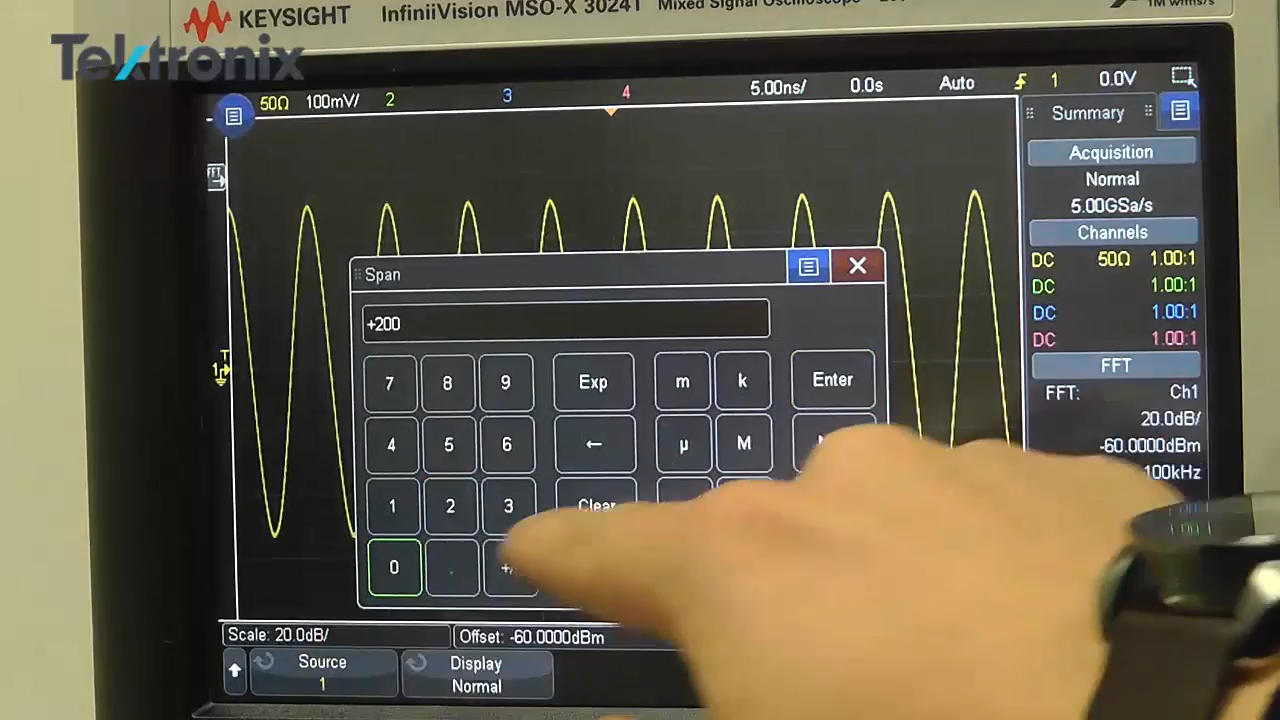 KEYSIGHT InfiniiVision MSO-X 3024T Mixed Signal Oscilloscope
1M wfms/s
Tektronix
50Ω 100mV/ 2 3 4 5.00ns/ 0.0s Auto 1 0.0V
Summary
FFT
Acquisition
Normal
5.00GSa/s
Channels
DC 50Ω 1.00:1
DC 1.00:1
DC 1.00:1
DC 1.00:1
FFT
FFT: Ch1
20.0dB/
-60.0000dBm
100kHz
T
1
Span
+200
7 8 9 Exp m k Enter
4 5 6 ← µ M
1 2 3 Clear
0 .
Scale: 20.0dB/ Offset: -60.0000dBm
Source
1
Display
Normal